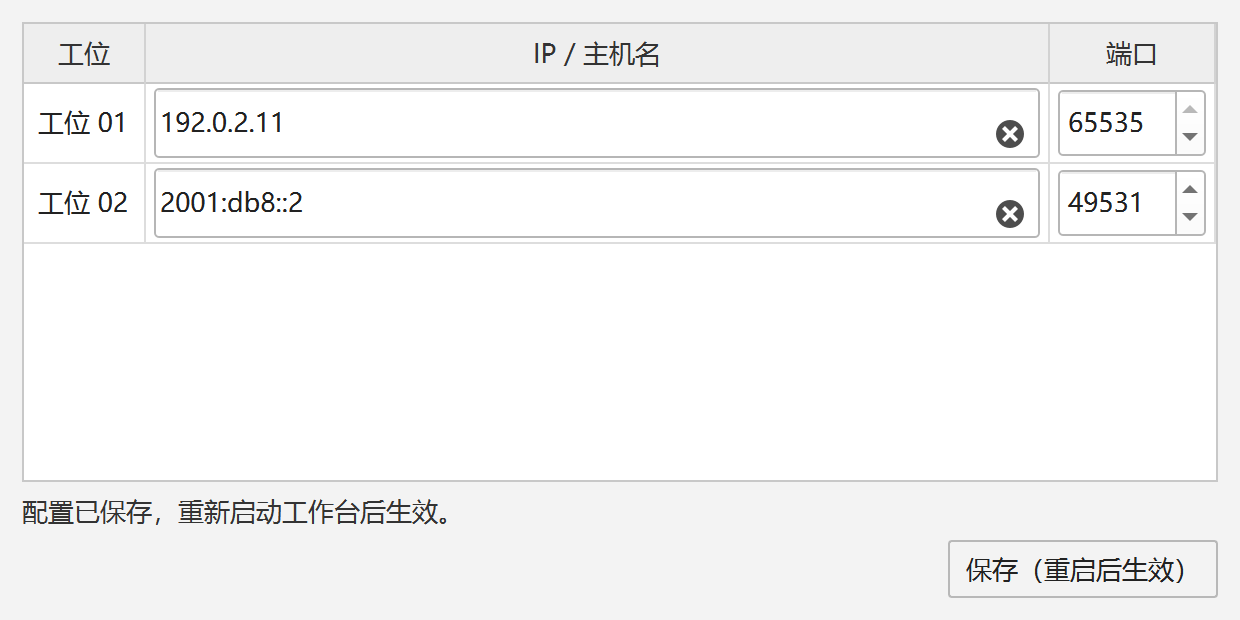 工位 IP / 主机名 端口
工位 01 192.0.2.11 65535
工位 02 2001:db8::2 49531
配置已保存，重新启动工作台后生效。
保存（重启后生效）